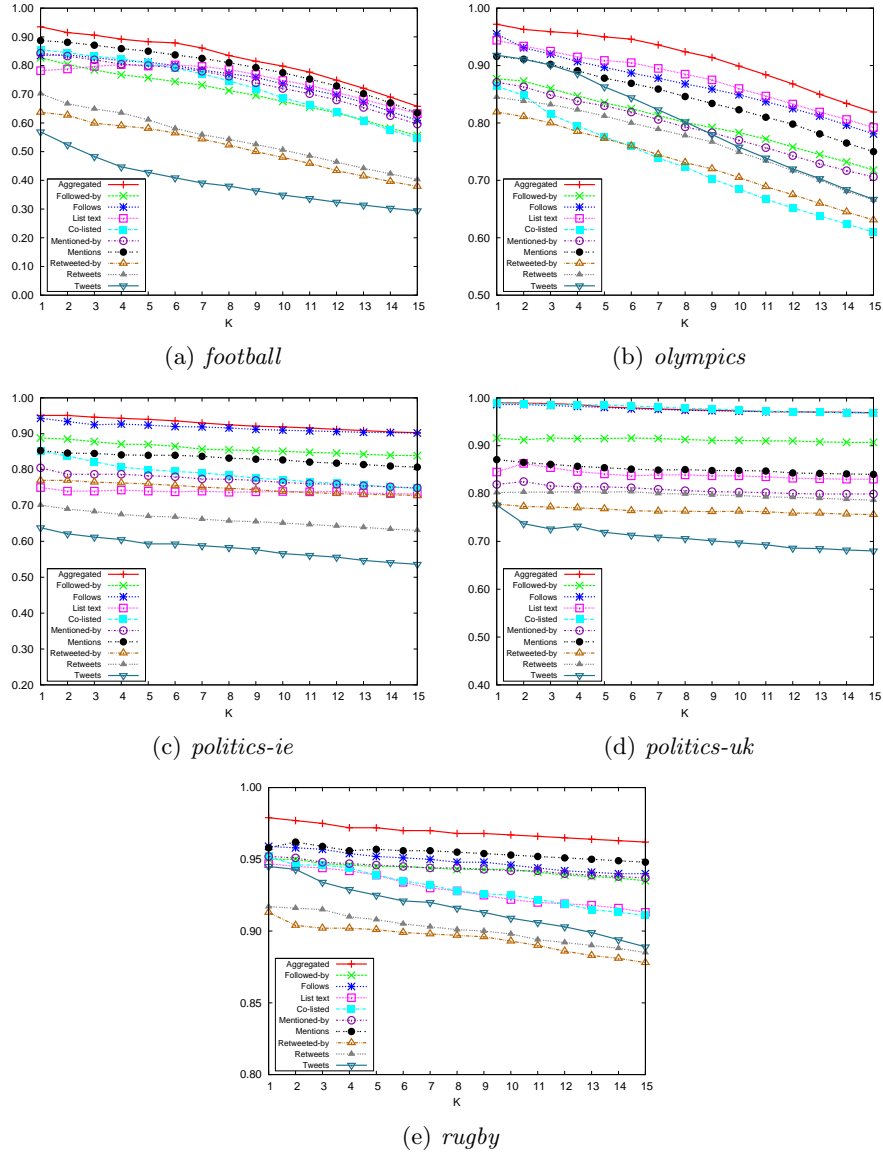 1.00
0.90
0.80
0.70
0.60
0.50
0.40
0.30
0.20
0.10
0.00
Aggregated
Followed-by
Follows
List text
Co-listed
Mentioned-by
Mentions
Retweeted-by
Retweets
Tweets
1 2 3 4 5 6 7 8 9 10 11 12 13 14 15
K
(a) football
1.00
0.90
0.80
0.70
0.60
0.50
Aggregated
Followed-by
Follows
List text
Co-listed
Mentioned-by
Mentions
Retweeted-by
Retweets
Tweets
1 2 3 4 5 6 7 8 9 10 11 12 13 14 15
K
(b) olympics
1.00
0.90
0.80
0.70
0.60
0.50
0.40
0.30
0.20
Aggregated
Followed-by
Follows
List text
Co-listed
Mentioned-by
Mentions
Retweeted-by
Retweets
Tweets
1 2 3 4 5 6 7 8 9 10 11 12 13 14 15
K
(c) politics-ie
1.00
0.90
0.80
0.70
0.60
0.50
0.40
Aggregated
Followed-by
Follows
List text
Co-listed
Mentioned-by
Mentions
Retweeted-by
Retweets
Tweets
1 2 3 4 5 6 7 8 9 10 11 12 13 14 15
K
(d) politics-uk
1.00
0.95
0.90
0.85
0.80
Aggregated
Followed-by
Follows
List text
Co-listed
Mentioned-by
Mentions
Retweeted-by
Retweets
Tweets
1 2 3 4 5 6 7 8 9 10 11 12 13 14 15
K
(e) rugby